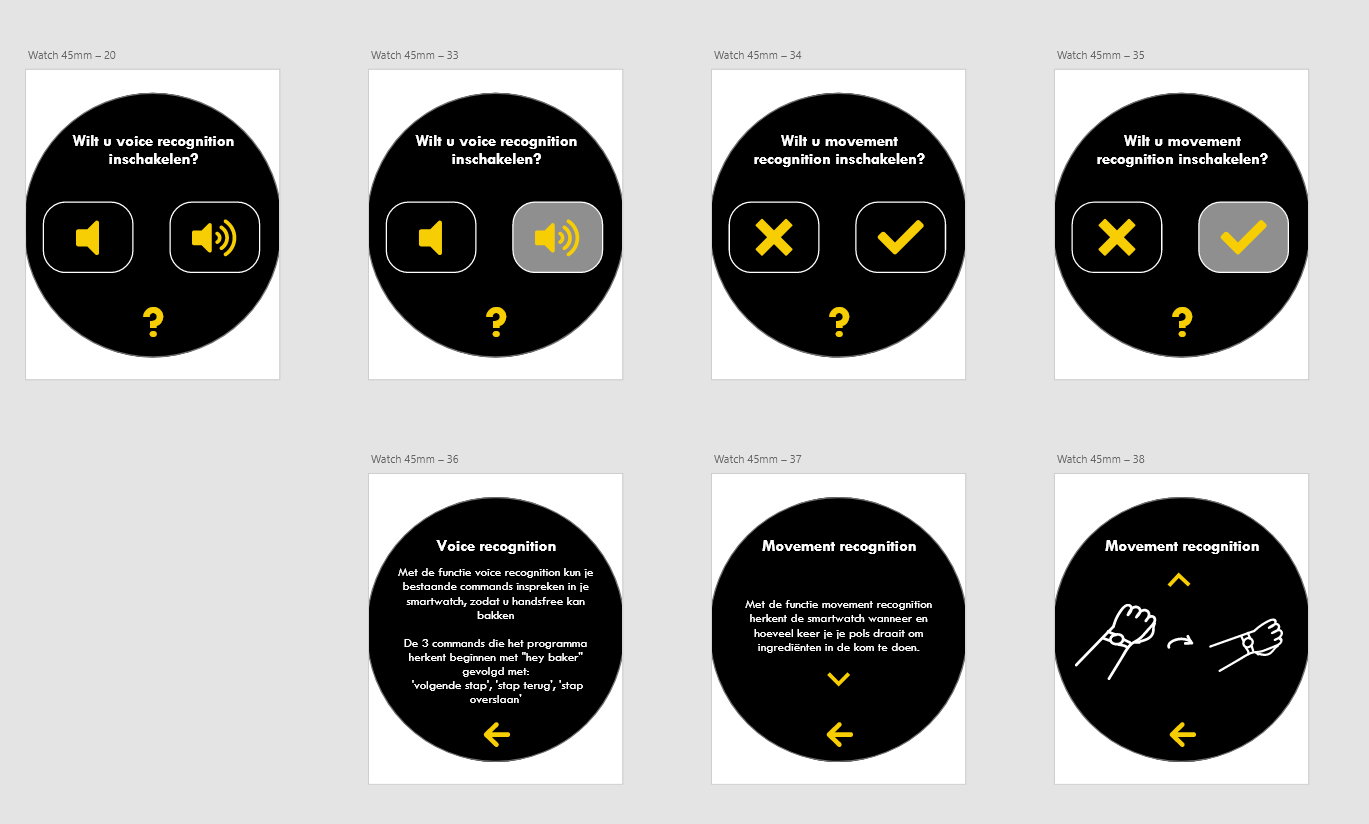 Watch 45mm – 20
Wilt u voice recognition
inschakelen?
?
Watch 45mm – 33
Wilt u voice recognition
inschakelen?
?
Watch 45mm – 34
Wilt u movement
recognition inschakelen?
?
Watch 45mm – 35
Wilt u movement
recognition inschakelen?
?
Watch 45mm – 36
Voice recognition
Met de functie voice recognition kun je
bestaande commands inspreken in je
smartwatch, zodat u handsfree kan
bakken
De 3 commands die het programma
herkent beginnen met "hey baker"
gevolgd met:
'volgende stap', 'stap terug', 'stap
overslaan'
Watch 45mm – 37
Movement recognition
Met de functie movement recognition
herkent de smartwatch wanneer en
hoeveel keer je je pols draait om
ingrediënten in de kom te doen.
Watch 45mm – 38
Movement recognition